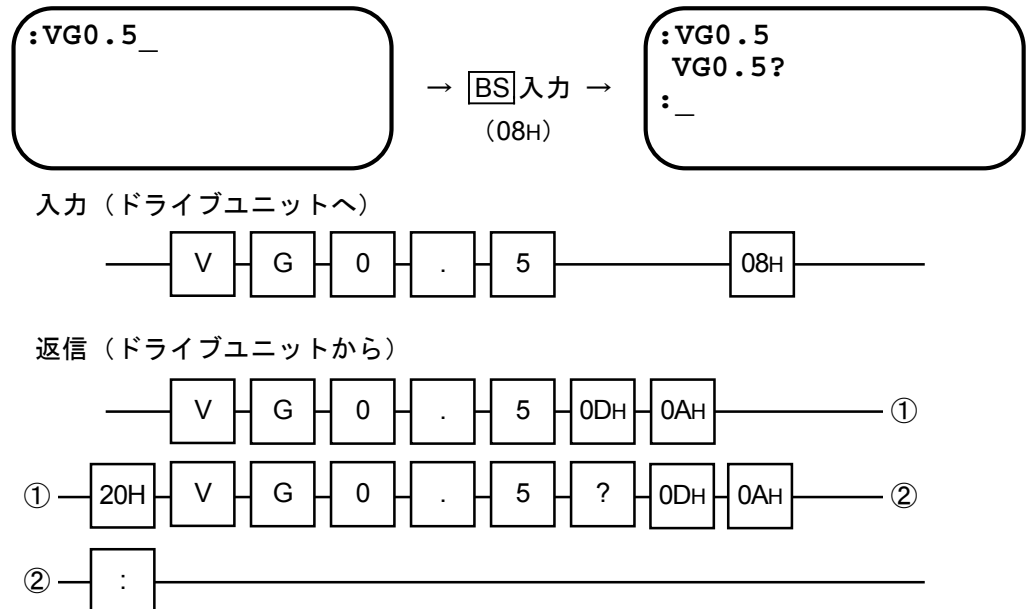 :VG0.5_
→ BS入力 →
（08H）
:VG0.5
VG0.5?
:_
入力（ドライブユニットへ）
V G 0 . 5 08H
返信（ドライブユニットから）
V G 0 . 5 0DH 0AH ①
① 20H V G 0 . 5 ? 0DH 0AH ②
② :